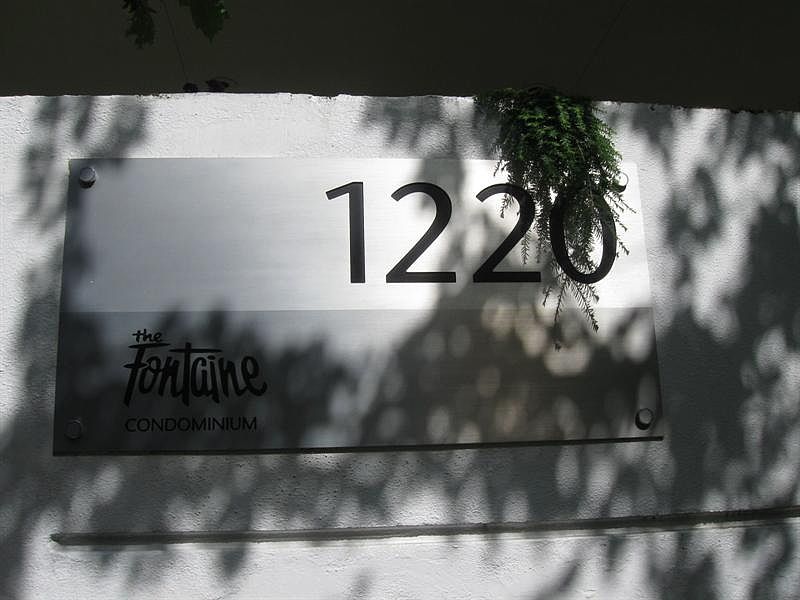 1220
the
Fontaine
CONDOMINIUM